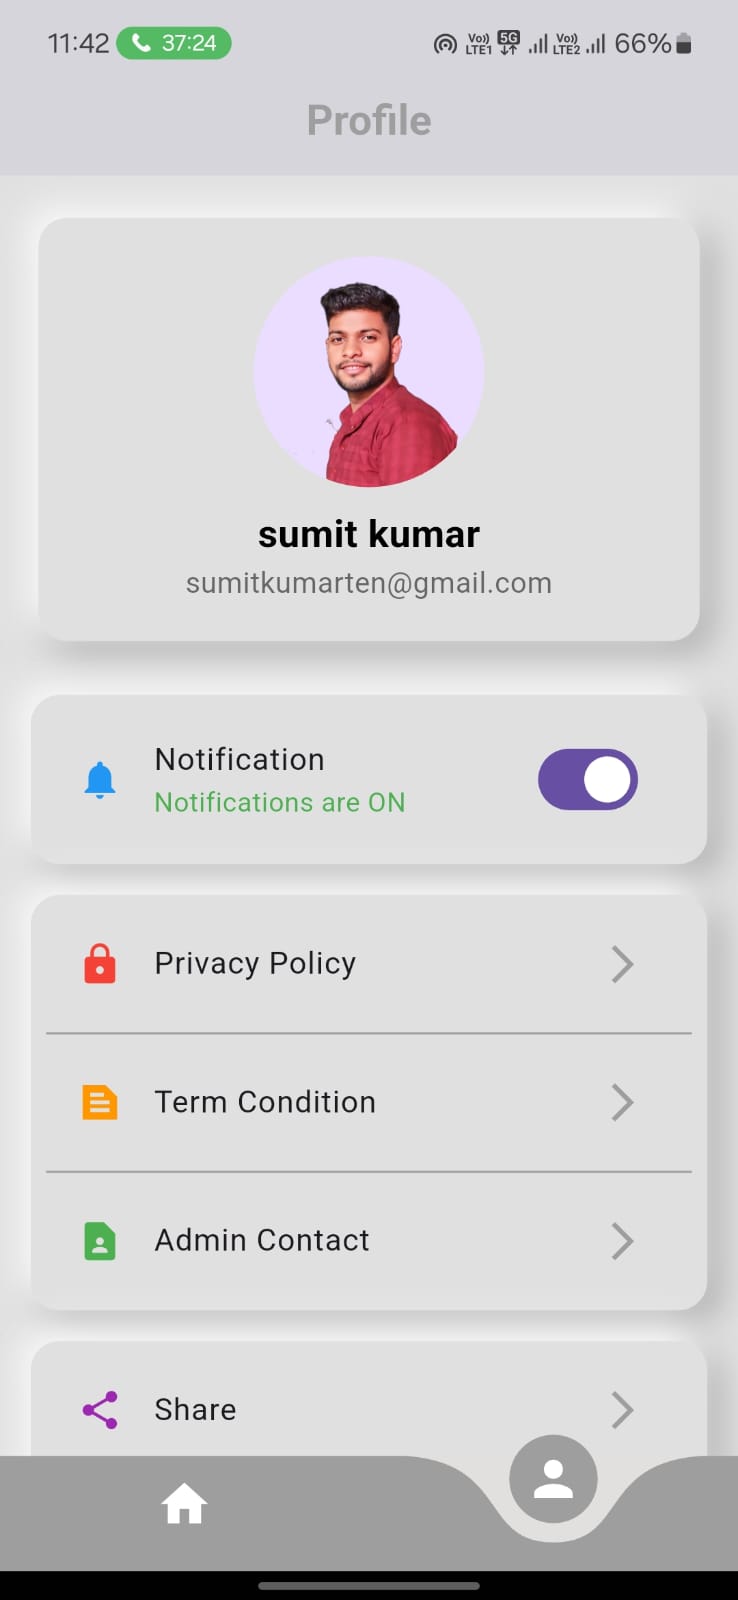 11:42 37:24 Vo)) LTE1 5G Vo)) LTE2 66%
Profile
sumit kumar
sumitkumarten@gmail.com
Notification
Notifications are ON
Privacy Policy
Term Condition
Admin Contact
Share